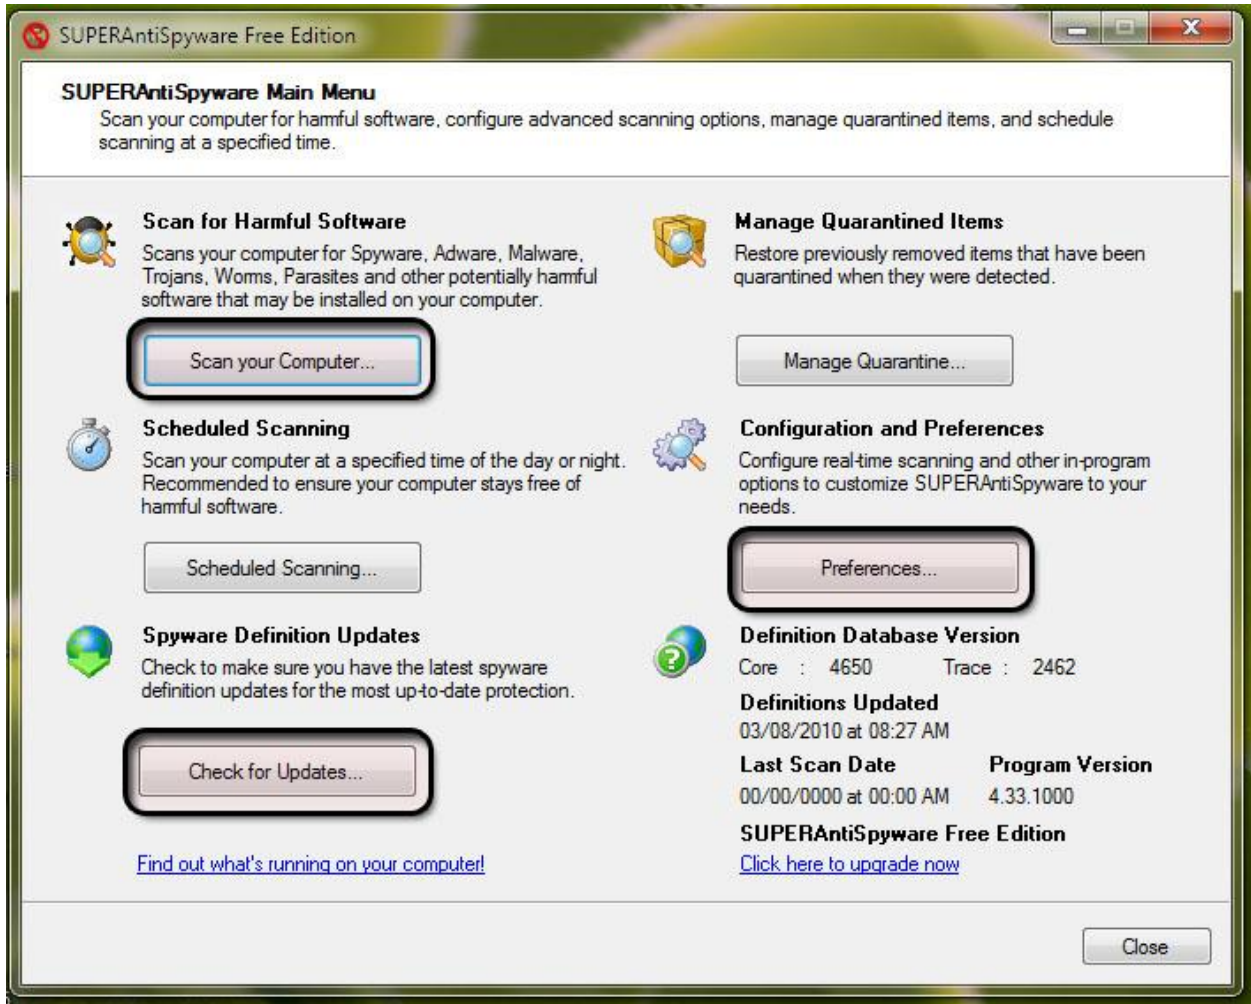 SUPERAntiSpyware Free Edition
SUPERAntiSpyware Main Menu
Scan your computer for harmful software, configure advanced scanning options, manage quarantined items, and schedule
scanning at a specified time.
Scan for Harmful Software
Scans your computer for Spyware, Adware, Malware,
Trojans, Worms, Parasites and other potentially harmful
software that may be installed on your computer.
Scan your Computer...
Manage Quarantined Items
Restore previously removed items that have been
quarantined when they were detected.
Manage Quarantine...
Scheduled Scanning
Scan your computer at a specified time of the day or night.
Recommended to ensure your computer stays free of
harmful software.
Scheduled Scanning...
Configuration and Preferences
Configure real-time scanning and other in-program
options to customize SUPERAntiSpyware to your
needs.
Preferences...
Spyware Definition Updates
Check to make sure you have the latest spyware
definition updates for the most up-to-date protection.
Check for Updates...
Find out what's running on your computer!
Definition Database Version
Core : 4650 Trace : 2462
Definitions Updated
03/08/2010 at 08:27 AM
Last Scan Date Program Version
00/00/0000 at 00:00 AM 4.33.1000
SUPERAntiSpyware Free Edition
Click here to upgrade now
Close